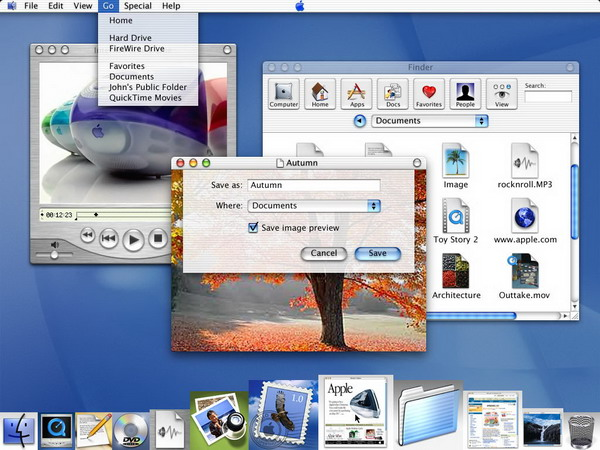 File Edit View Go Special Help
Home
Hard Drive
FireWire Drive
Favorites
Documents
John's Public Folder
QuickTime Movies
00:12:23
Finder
Computer Home Apps Docs Favorites People View
Search:
Documents
Image rocknroll.MP3
Toy Story 2 www.apple.com
Architecture Outtake.mov
Autumn
Save as: Autumn
Where: Documents
Save image preview
Cancel Save
DVD
1.0
Apple